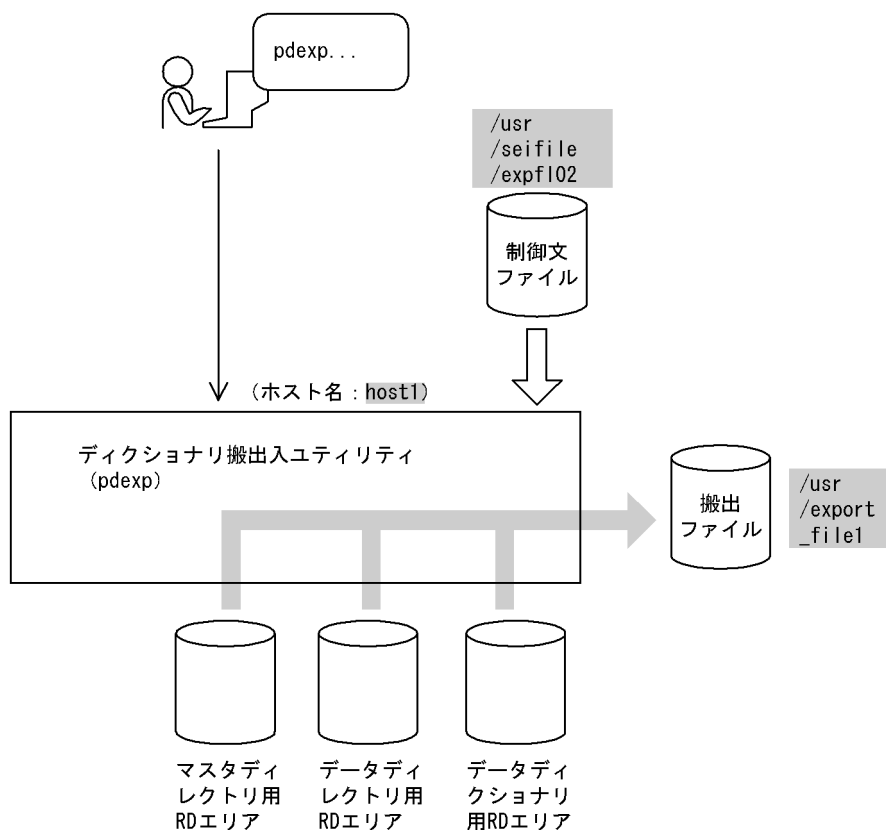 pdexp...
/usr
/seifile
/expfl02
制御文
ファイル
（ホスト名：host1）
ディクショナリ搬出入ユティリティ
（pdexp）
搬出
ファイル
/usr
/export
_file1
マスタディ
レクトリ用
RDエリア
データディ
レクトリ用
RDエリア
データディ
クショナリ
用RDエリア